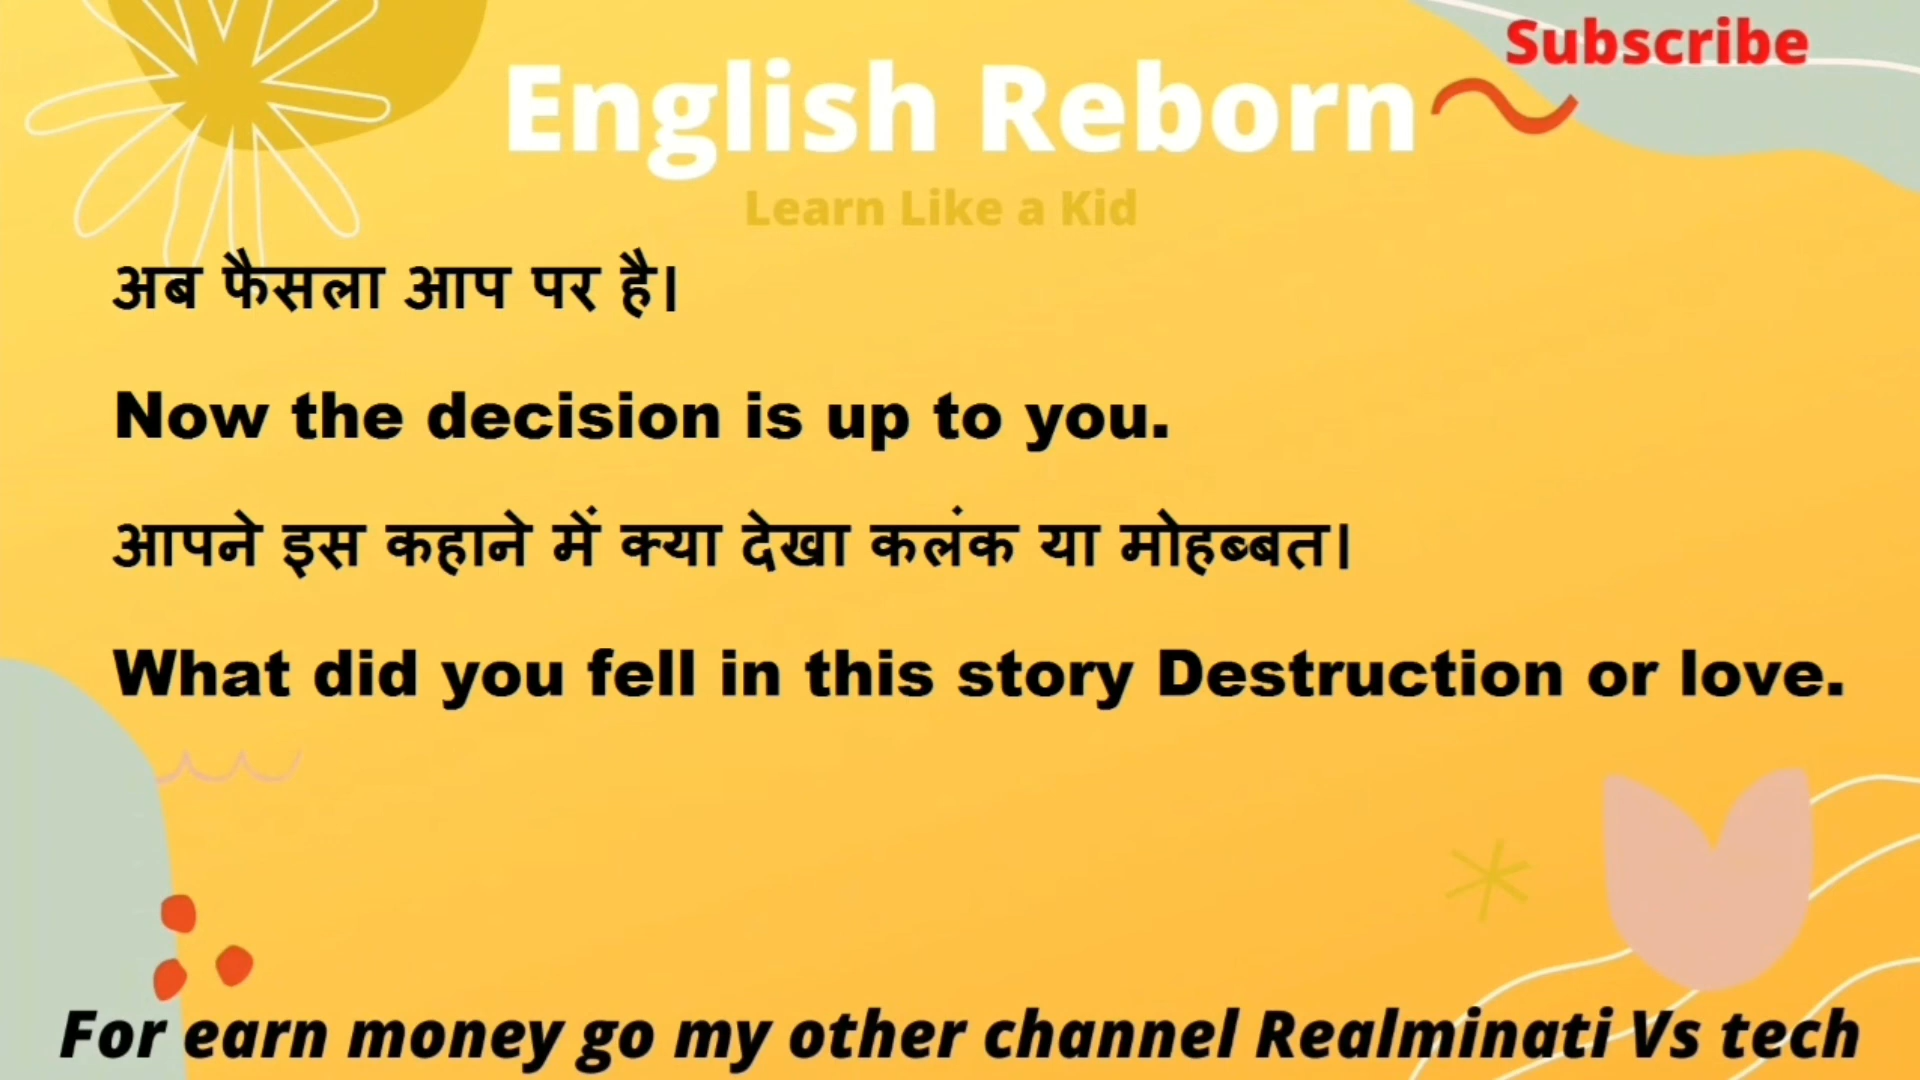 Subscribe
English Reborn
Learn Like a Kid
अब फैसला आप पर है।
Now the decision is up to you.
आपने इस कहाने में क्या देखा कलंक या मोहब्बत।
What did you fell in this story Destruction or love.
For earn money go my other channel Realminati Vs tech